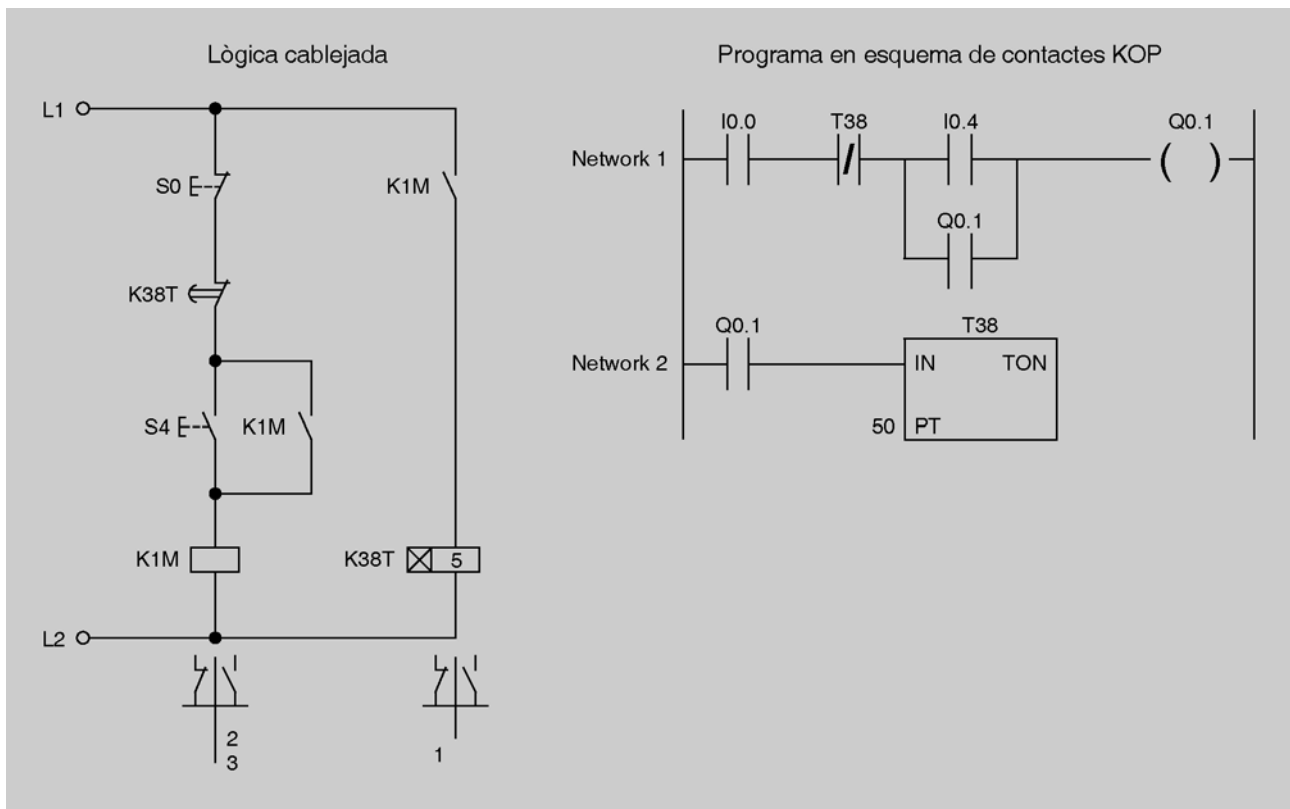 Lògica cablejada
L1
S0
K1M
K38T
S4
K1M
K1M
K38T
5
L2
2
3
1
Programa en esquema de contactes KOP
Network 1
I0.0
T38
I0.4
Q0.1
Q0.1
Network 2
Q0.1
T38
IN TON
50 PT